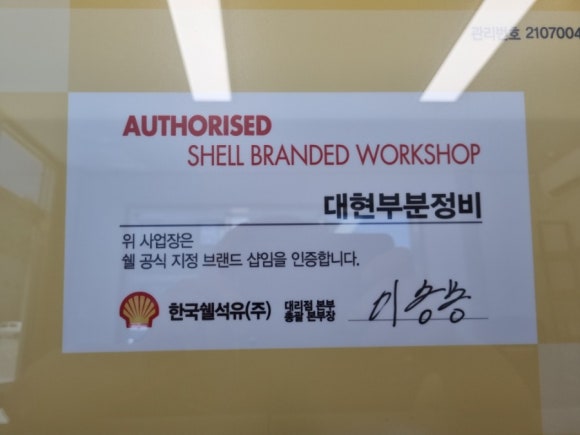 관리번호 2107004
AUTHORISED
SHELL BRANDED WORKSHOP
대현부분정비
위 사업장은
쉘 공식 지정 브랜드 샵임을 인증합니다.
한국쉘석유(주) 대리점 본부
총괄 본부장